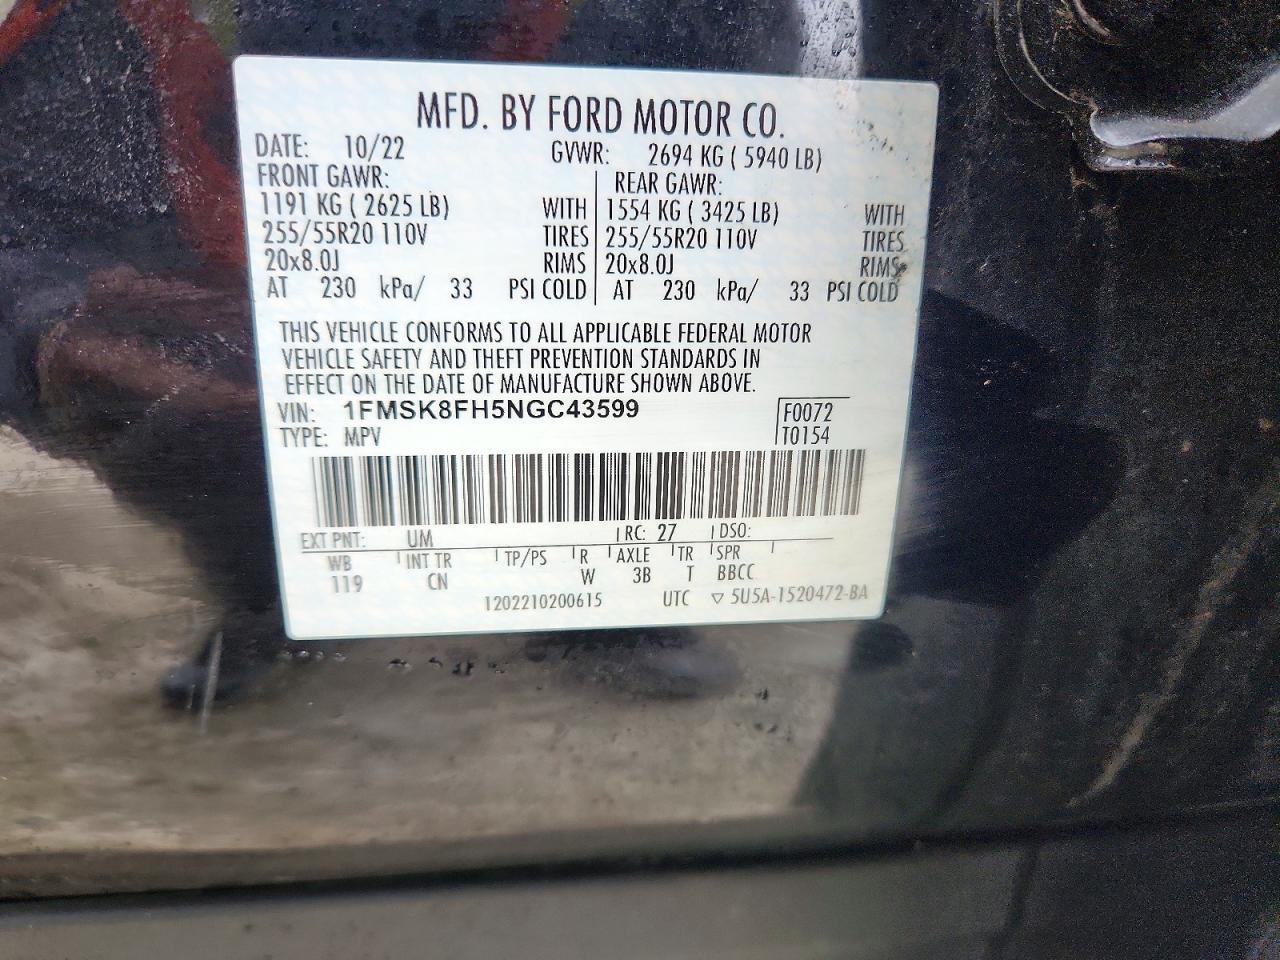 MFD. BY FORD MOTOR CO.
DATE: 10/22 GVWR: 2694 KG ( 5940 LB)
FRONT GAWR: REAR GAWR:
1191 KG ( 2625 LB) WITH 1554 KG ( 3425 LB) WITH
255/55R20 110V TIRES 255/55R20 110V TIRES
20x8.0J RIMS 20x8.0J RIMS
AT 230 kPa/ 33 PSI COLD AT 230 kPa/ 33 PSI COLD
THIS VEHICLE CONFORMS TO ALL APPLICABLE FEDERAL MOTOR
VEHICLE SAFETY AND THEFT PREVENTION STANDARDS IN
EFFECT ON THE DATE OF MANUFACTURE SHOWN ABOVE.
VIN: 1FMSK8FH5NGC43599 F0072
TYPE: MPV T0154
EXT PNT: UM RC: 27 DSO:
WB INT TR TP/PS R AXLE TR SPR
119 CN W 3B T BBCC
1202210200615 UTC ▽ 5U5A-1520472-BA